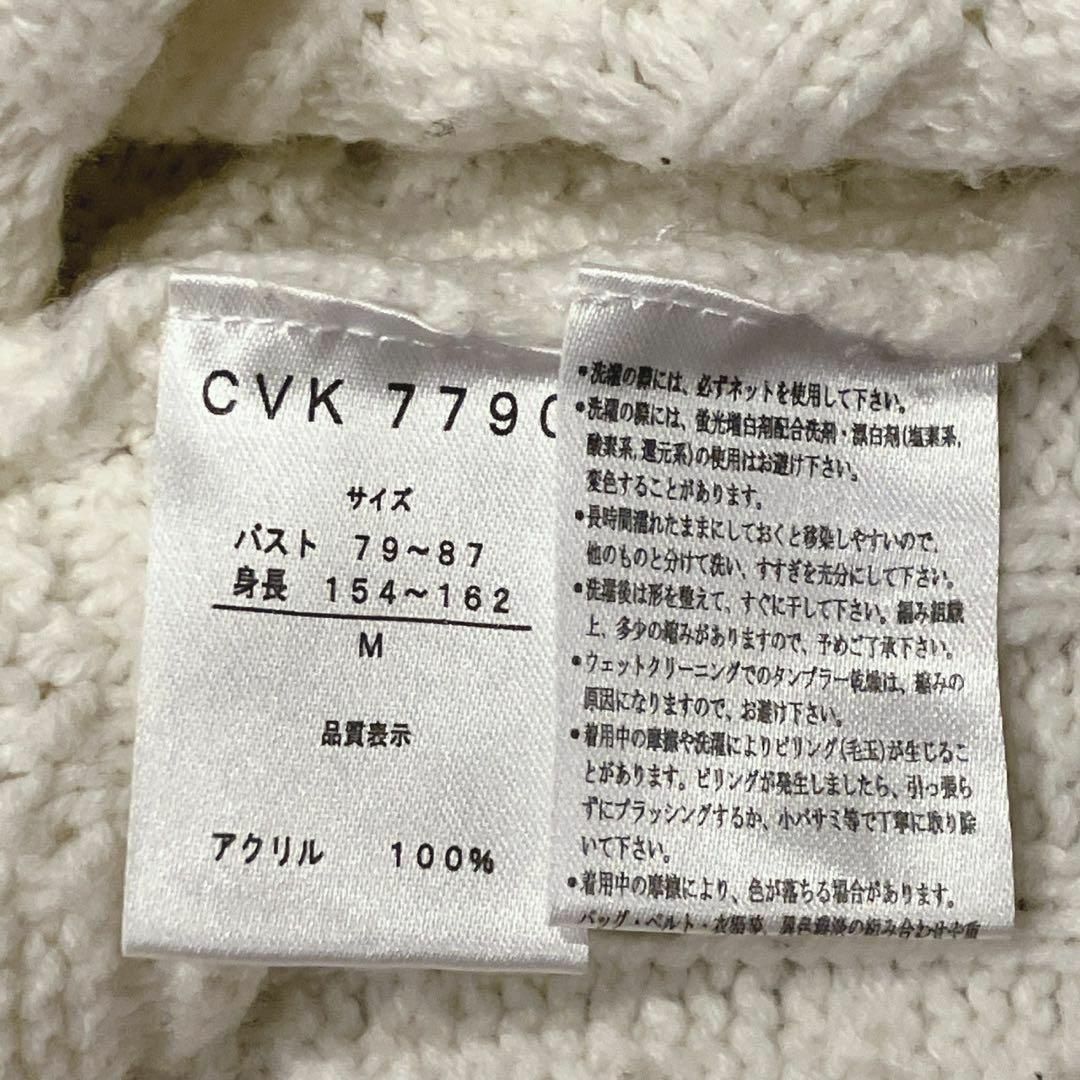 CVK 790
サイズ
バスト 79～87
身長 154～162
M
品質表示
アクリル 100%
•洗濯の際には、必ずネットを使用して下さい。
•洗濯の際には、蛍光増白剤配合洗剤・漂白剤(塩素系,
酸素系,還元系)の使用はお避け下さい。
変色することがあります。
•長時間濡れたままにしておくと移染しやすいので、
他のものと分けて洗い、すすぎを充分にして下さい。
•洗濯後は形を整えて、すぐに干して下さい。編み組織
上、多少の縮みがありますので、予めご了承下さい。
•ウェットクリーニングでのタンブラー乾燥は、縮みの
原因になりますので、お避け下さい。
•着用中の摩擦や洗濯によりピリング(毛玉)が生じるこ
とがあります。ピリングが発生しましたら、引っ張ら
ずにブラッシングするか、小バサミ等で丁寧に取り除
いて下さい。
•着用中の摩擦により、色が落ちる場合があります。
バッグ・ベルト・衣服等、